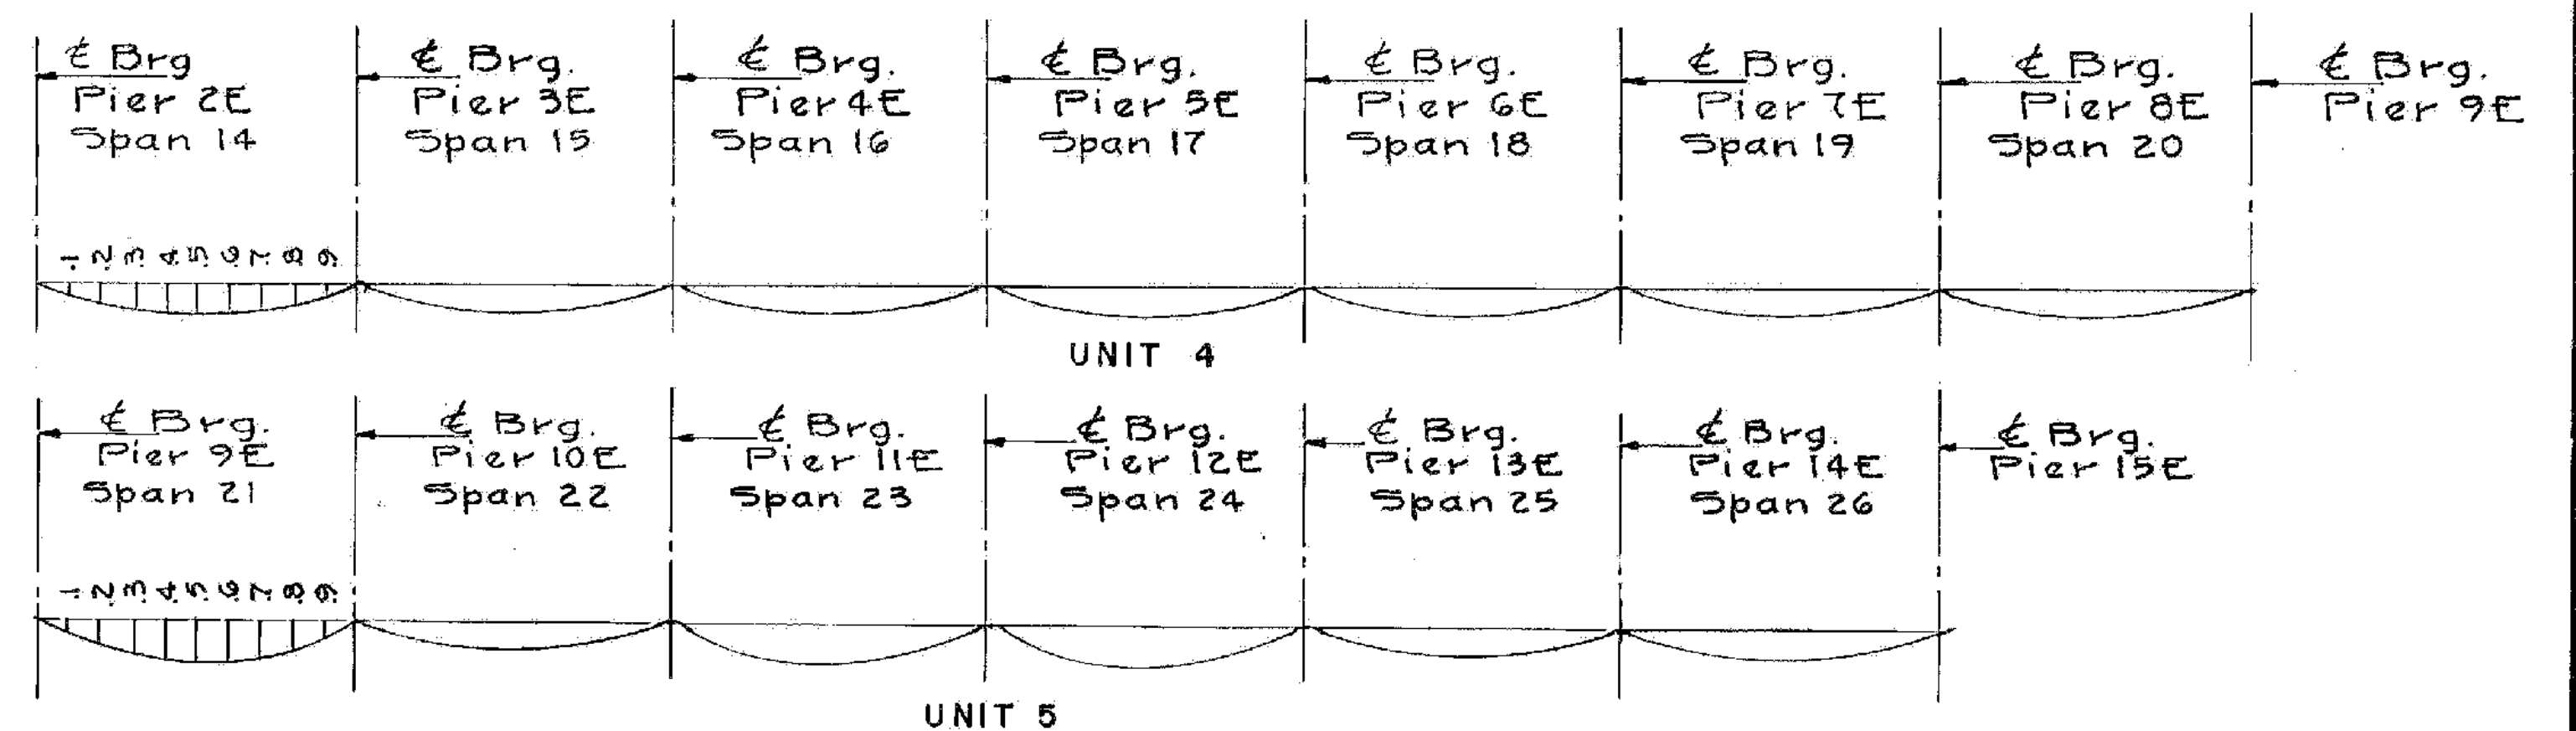 ℄ Brg
Pier 2E
Span 14
℄ Brg.
Pier 3E
Span 15
℄ Brg.
Pier 4E
Span 16
℄ Brg.
Pier 5E
Span 17
℄ Brg.
Pier 6E
Span 18
℄ Brg.
Pier 7E
Span 19
℄ Brg.
Pier 8E
Span 20
℄ Brg.
Pier 9E
1 2 3 4 5 6 7 8 9
UNIT 4
℄ Brg.
Pier 9E
Span 21
℄ Brg.
Pier 10E
Span 22
℄ Brg.
Pier 11E
Span 23
℄ Brg.
Pier 12E
Span 24
℄ Brg.
Pier 13E
Span 25
℄ Brg.
Pier 14E
Span 26
℄ Brg.
Pier 15E
1 2 3 4 5 6 7 8 9
UNIT 5